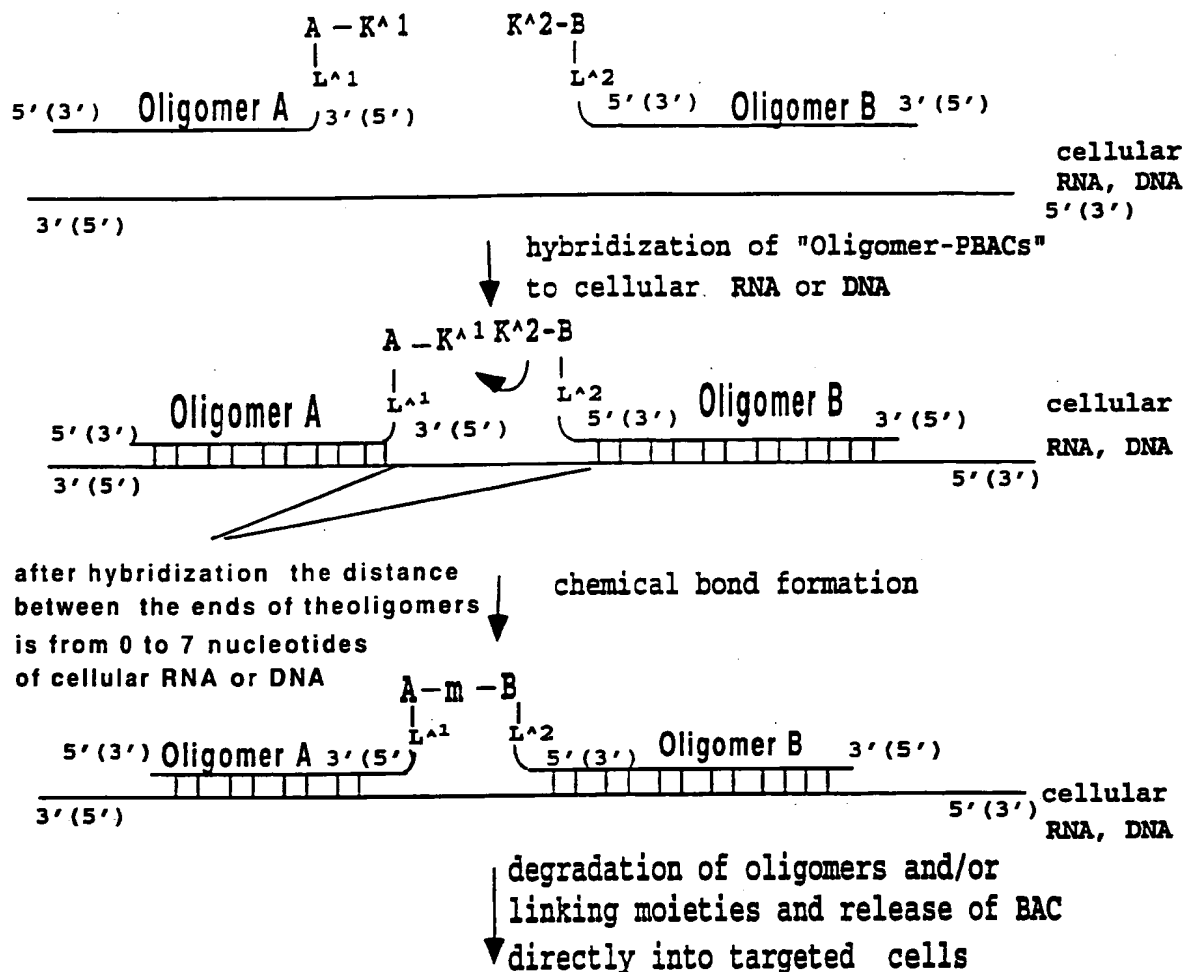 A – K^1 K^2-B
L^1 L^2
5'(3') Oligomer A 3'(5') 5'(3') Oligomer B 3'(5')
cellular
RNA, DNA
3'(5') 5'(3')
hybridization of "Oligomer-PBACs"
to cellular RNA or DNA
A – K^1 K^2-B
L^1 L^2
5'(3') Oligomer A 3'(5') 5'(3') Oligomer B 3'(5')
cellular
RNA, DNA
3'(5') 5'(3')
after hybridization the distance
between the ends of theoligomers
is from 0 to 7 nucleotides
of cellular RNA or DNA
chemical bond formation
A – m – B
L^1 L^2
5'(3') Oligomer A 3'(5' 5'(3') Oligomer B 3'(5')
3'(5') 5'(3') cellular
RNA, DNA
degradation of oligomers and/or
linking moieties and release of BAC
directly into targeted cells